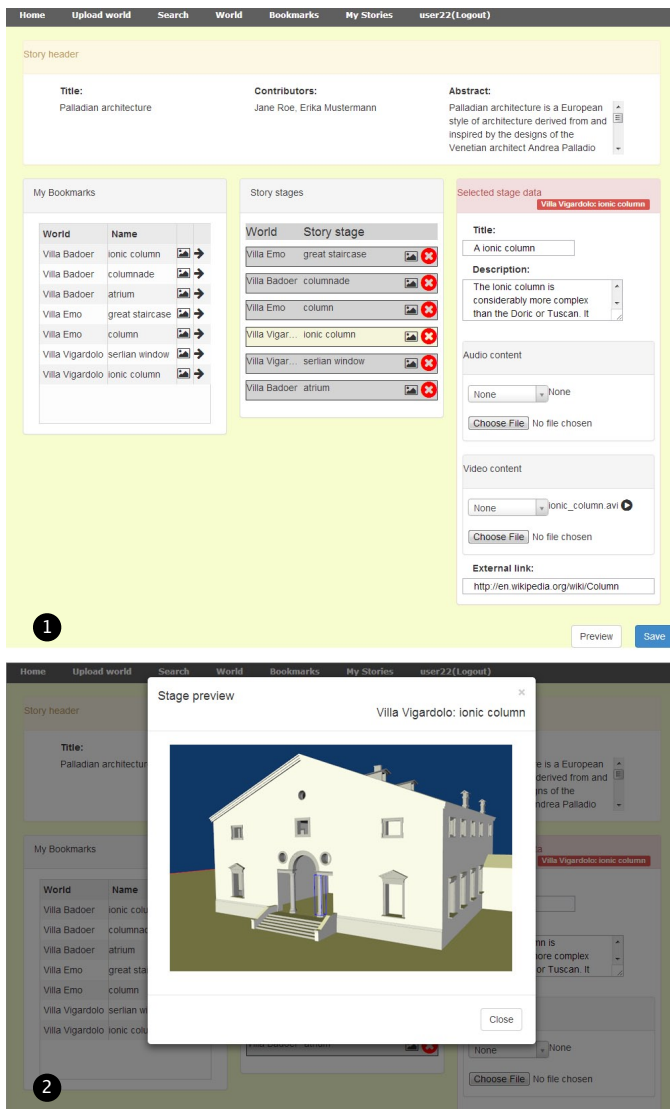 Home Upload world Search World Bookmarks My Stories user22(Logout)
Story header
Title: Contributors: Abstract:
Palladian architecture Jane Roe, Erika Mustermann Palladian architecture is a European
style of architecture derived from and
inspired by the designs of the
Venetian architect Andrea Palladio
My Bookmarks
World Name
Villa Badoer ionic column
Villa Badoer columnade
Villa Badoer atrium
Villa Emo great staircase
Villa Emo column
Villa Vigardolo serlian window
Villa Vigardolo ionic column
Story stages
World Story stage
Villa Emo great staircase
Villa Badoer columnade
Villa Emo column
Villa Vigar... ionic column
Villa Vigar... serlian window
Villa Badoer atrium
Selected stage data
Villa Vigardolo: ionic column
Title:
A ionic column
Description:
The Ionic column is
considerably more complex
than the Doric or Tuscan. It
Audio content
None None
Choose File No file chosen
Video content
None ionic_column.avi
Choose File No file chosen
External link:
http://en.wikipedia.org/wiki/Column
1
Preview Save
Home Upload world Search World Bookmarks My Stories user22(Logout)
Stage preview ×
Villa Vigardolo: ionic column
Close
Story header
Title:
Palladian architectur
e is a European
derived from and
gns of the
ndrea Palladio
My Bookmarks
World Name
Villa Badoer ionic colu
Villa Badoer columnad
Villa Badoer atrium
Villa Emo great sta
Villa Emo column
Villa Vigardolo serlian wi
Villa Vigardolo ionic colu
Villa Badoer atrium
Villa Vigardolo: ionic column
mn is
more complex
or Tuscan. It
None None
Choose File No file chosen
2